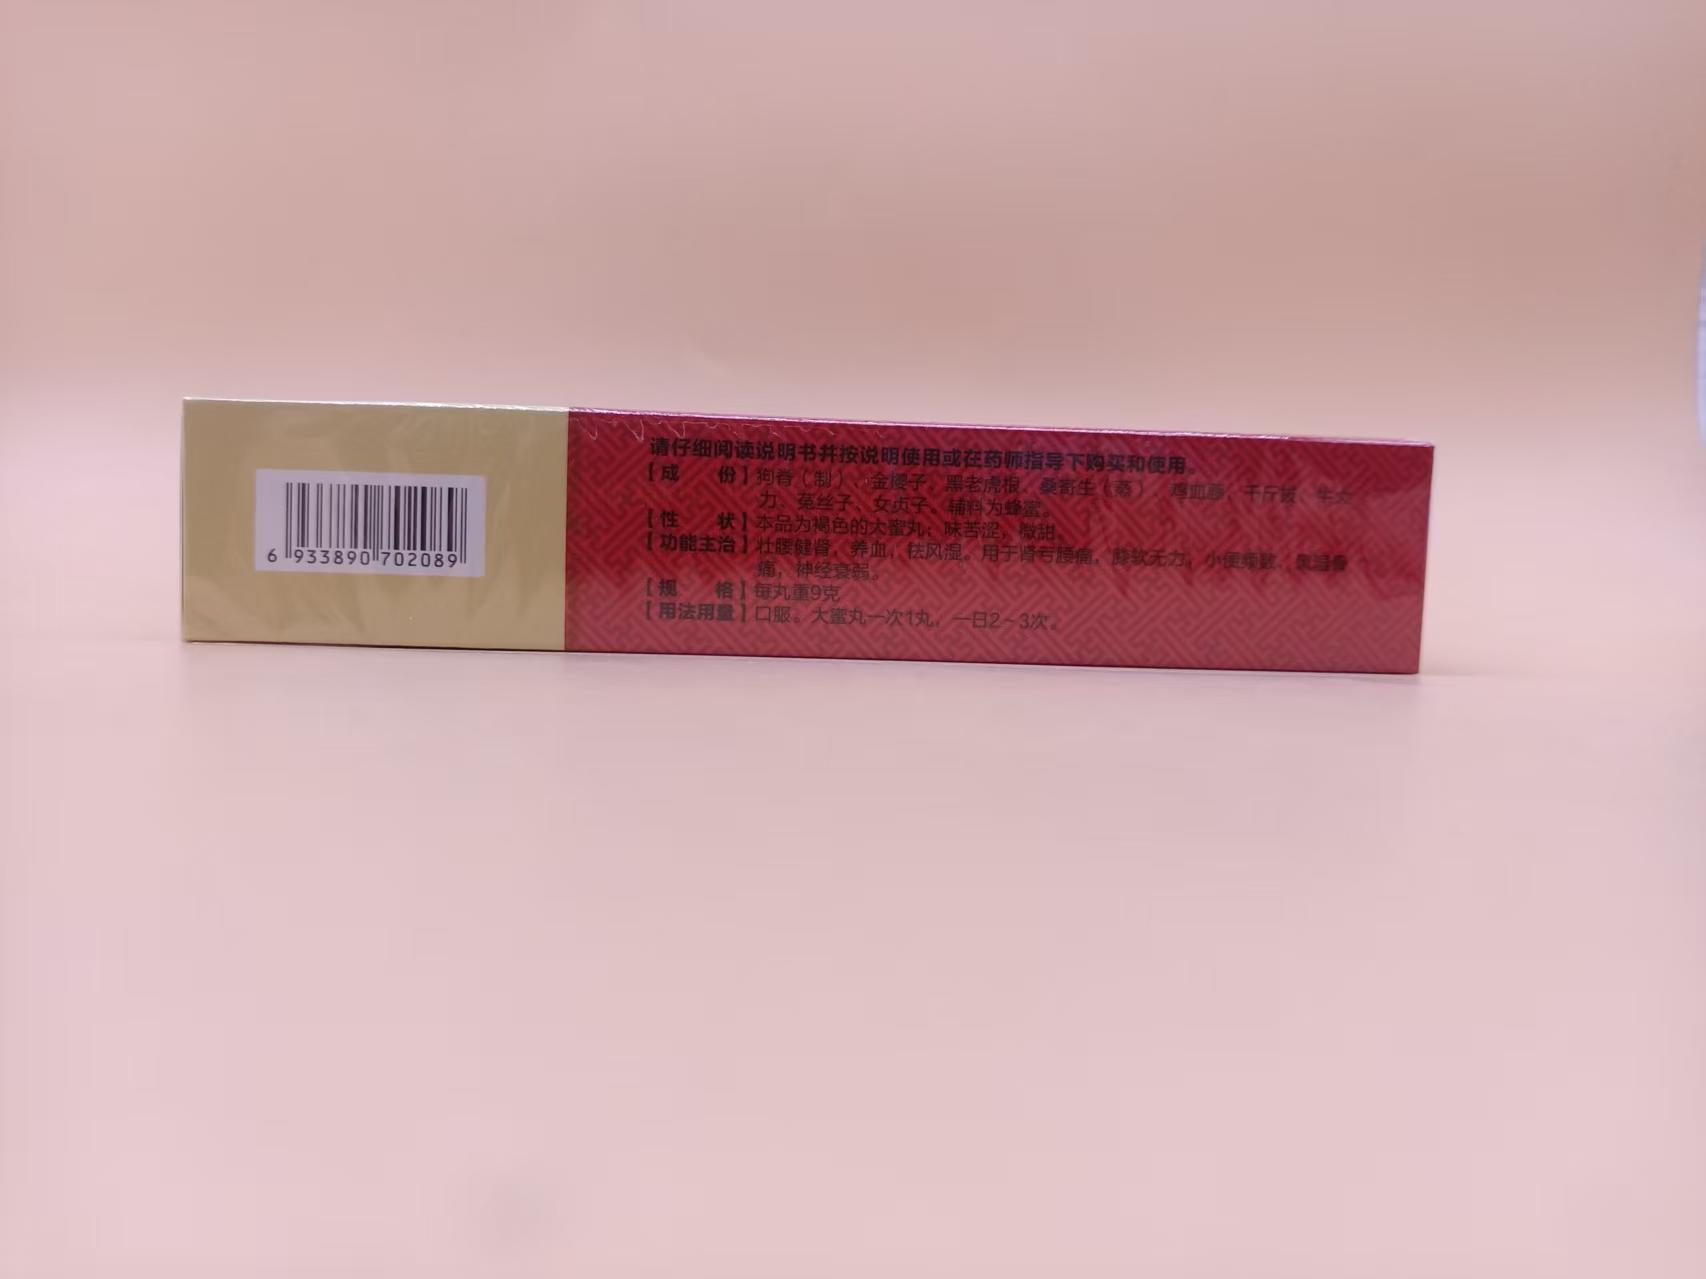 请仔细阅读说明书并按说明使用或在药师指导下购买和使用。
【成 份】狗脊（制）、金樱子、黑老虎根、桑寄生（蒸）、鸡血藤、千斤拔、牛大
力、菟丝子、女贞子。辅料为蜂蜜。
【性 状】本品为褐色的大蜜丸；味苦涩，微甜。
【功能主治】壮腰健肾，养血，祛风湿。用于肾亏腰痛，膝软无力，小便频数，风湿骨
痛，神经衰弱。
【规 格】每丸重9克
【用法用量】口服。大蜜丸一次1丸，一日2～3次。
6 933890 702089